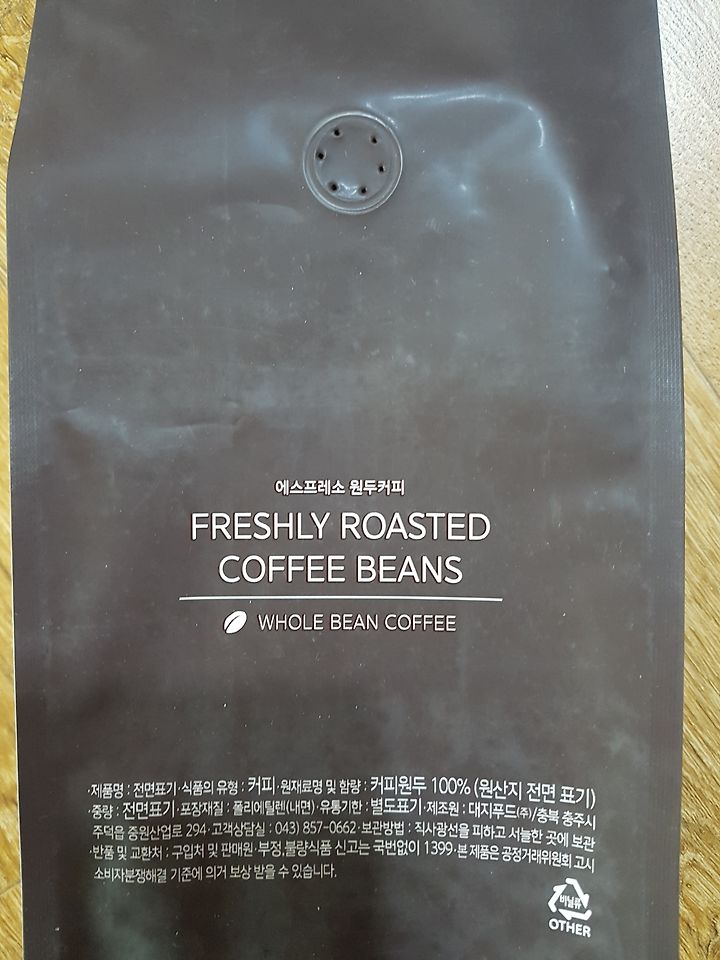 에스프레소 원두커피
FRESHLY ROASTED
COFFEE BEANS
WHOLE BEAN COFFEE
·제품명 : 전면표기·식품의 유형 : 커피·원재료명 및 함량 : 커피원두 100% (원산지 전면 표기)
·중량 : 전면표기·포장재질 : 폴리에틸렌(내면)·유통기한 : 별도표기·제조원 : 대지푸드(주)/충북 충주시
주덕읍 중원산업로 294·고객상담실 : 043) 857-0662·보관방법 : 직사광선을 피하고 서늘한 곳에 보관
·반품 및 교환처 : 구입처 및 판매원·부정,불량식품 신고는 국번없이 1399·본 제품은 공정거래위원회 고시
소비자분쟁해결 기준에 의거 보상 받을 수 있습니다.
비닐류
OTHER